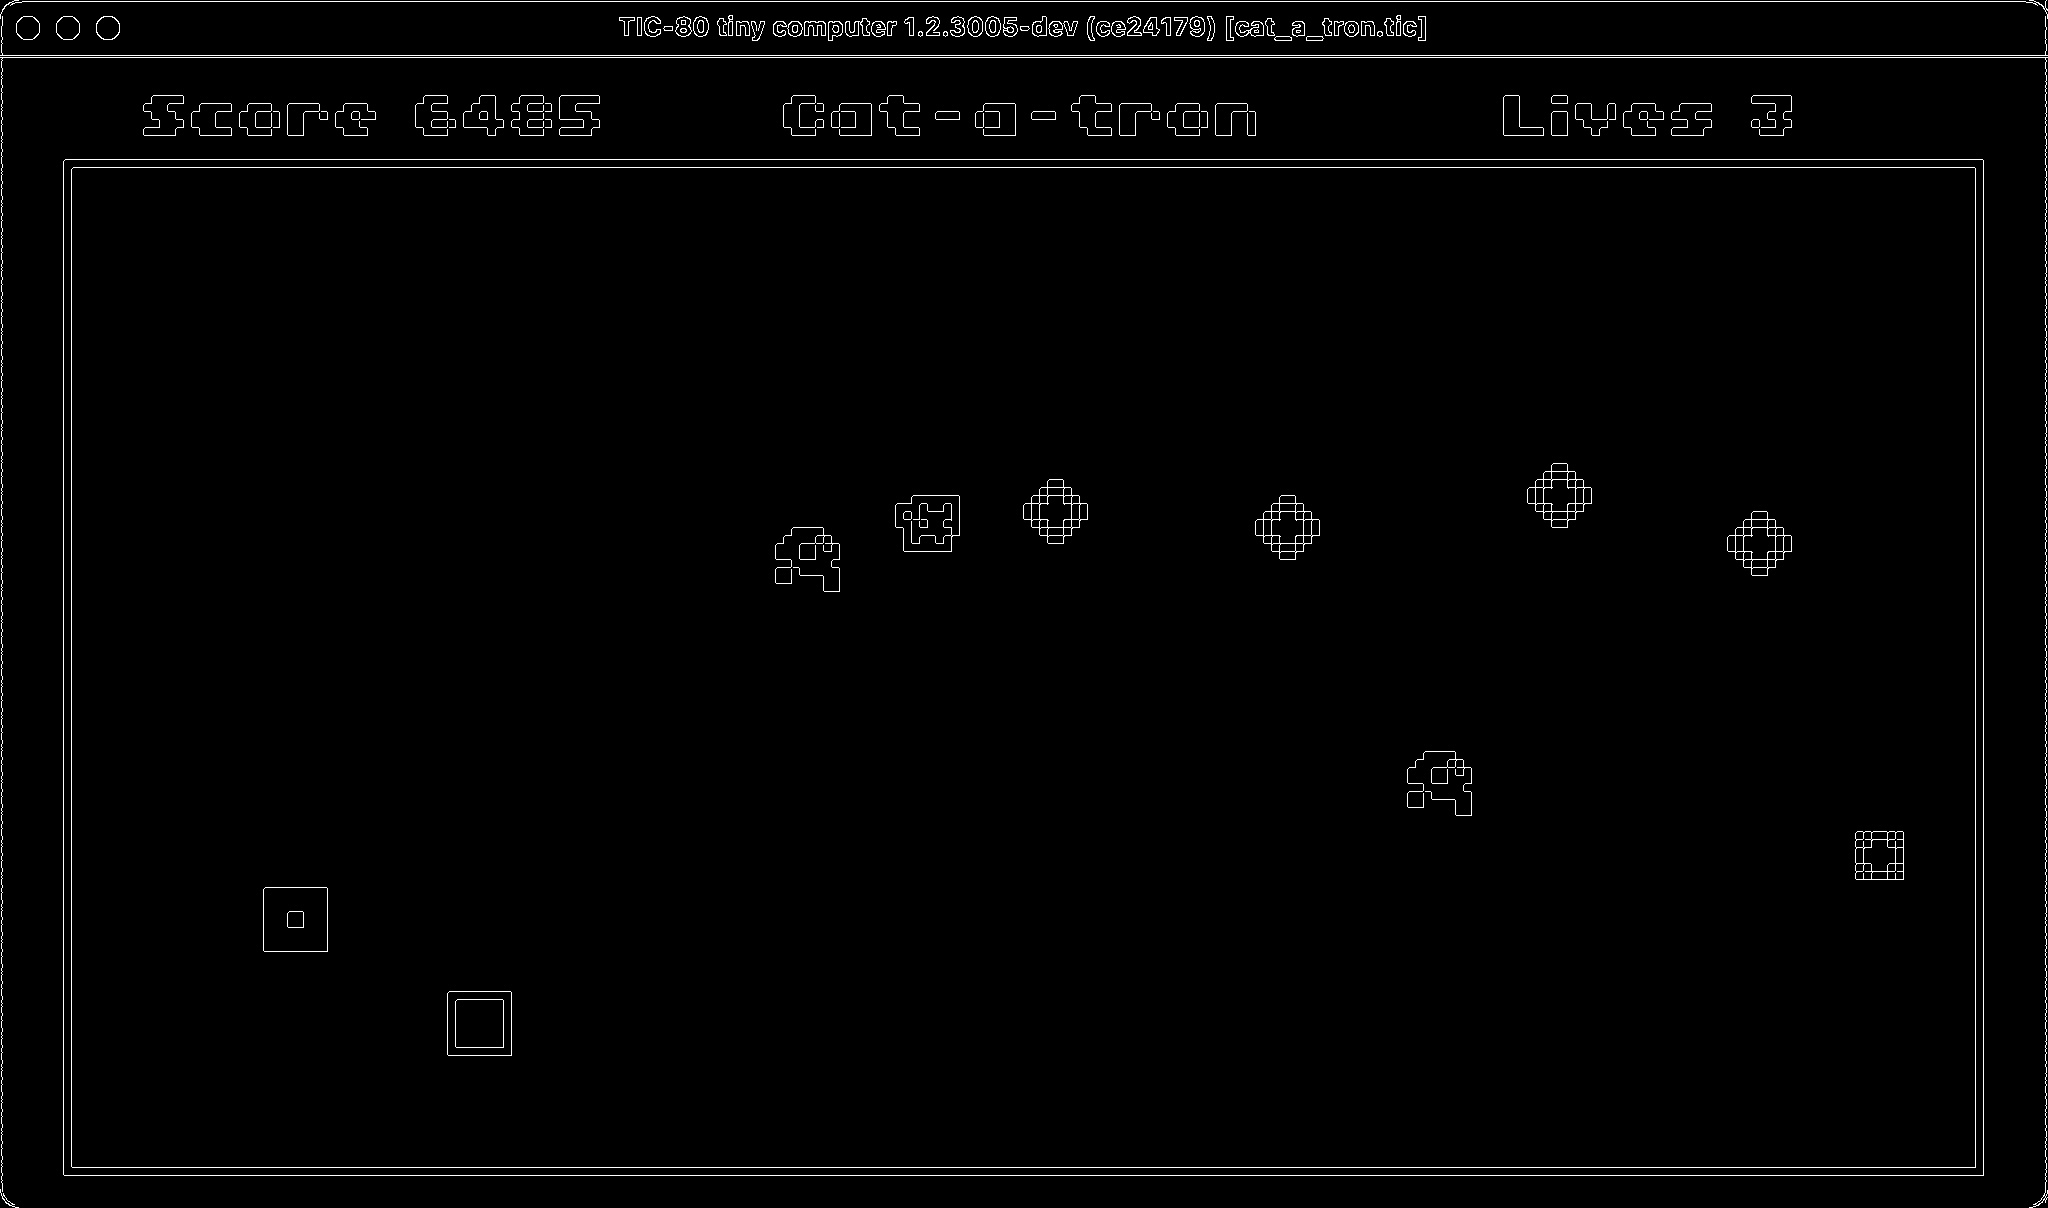 TIC-80 tiny computer 1.2.3005-dev (ce24179) [cat_a_tron.tic]
Score 6485 Cat-a-tron Lives 3